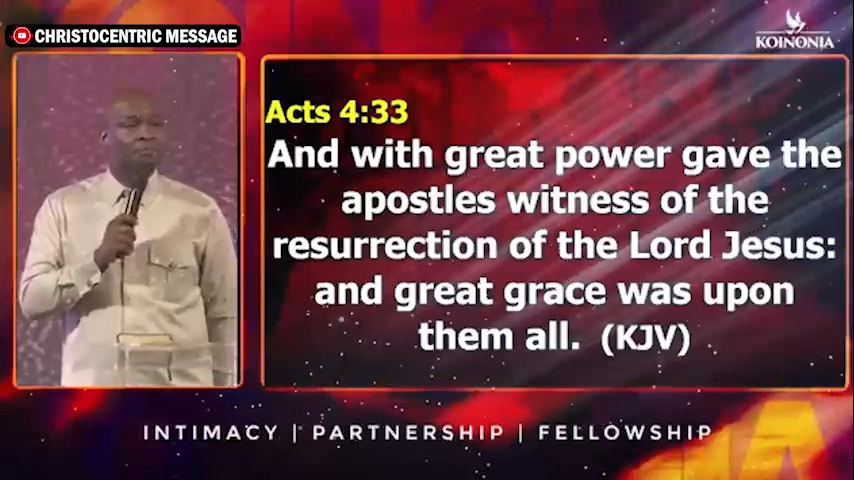 CHRISTOCENTRIC MESSAGE
KOINONIA
Acts 4:33
And with great power gave the
apostles witness of the
resurrection of the Lord Jesus:
and great grace was upon
them all. (KJV)
INTIMACY | PARTNERSHIP | FELLOWSHIP